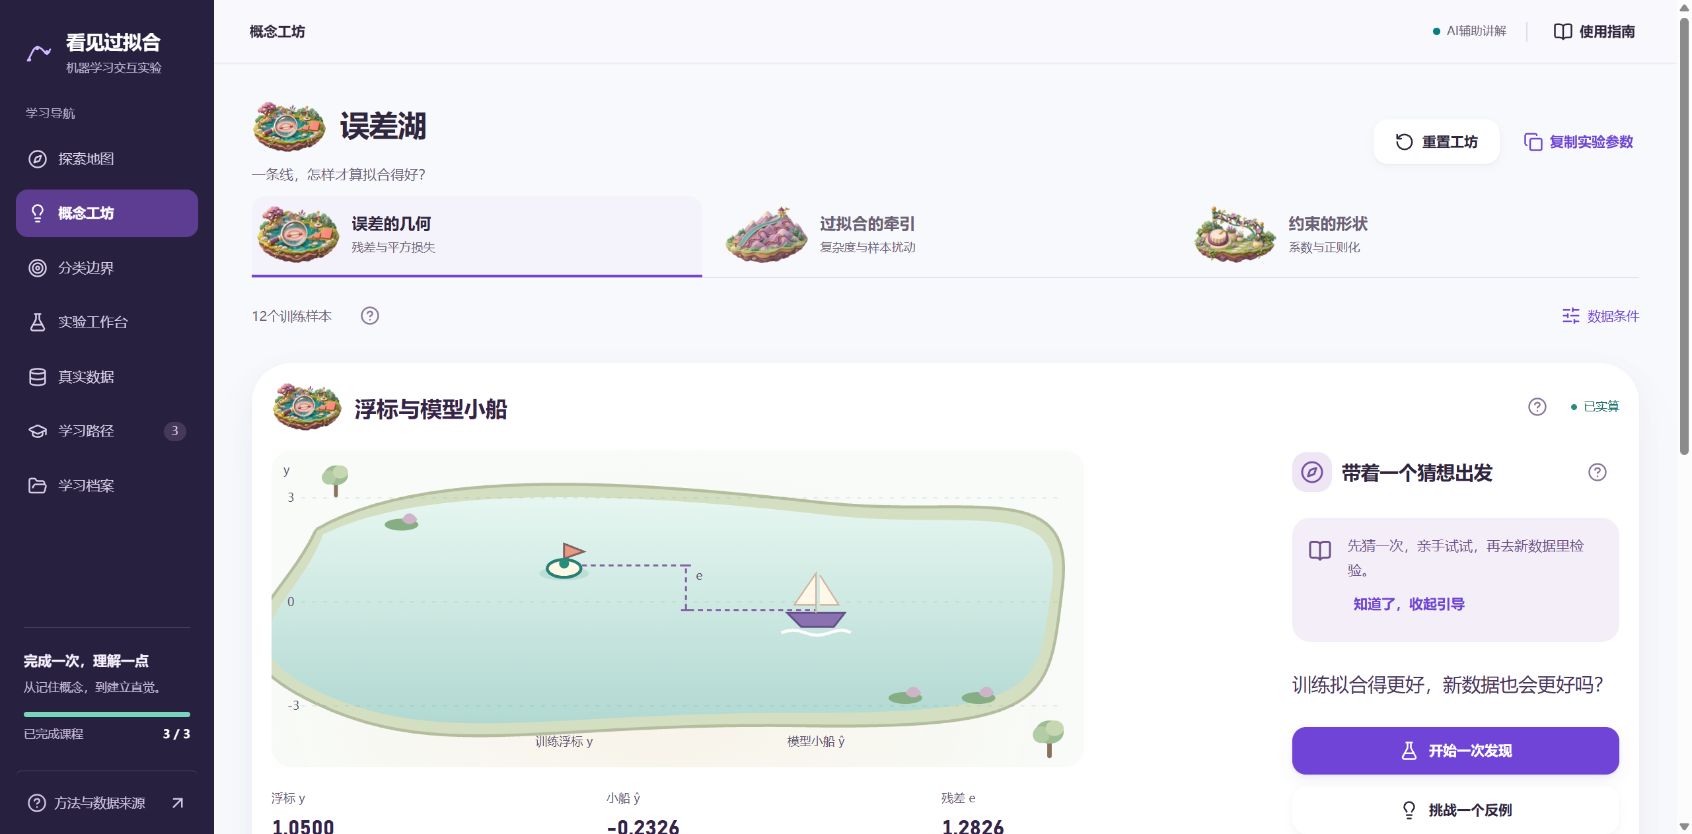 看见过拟合
机器学习交互实验
学习导航
探索地图
概念工坊
分类边界
实验工作台
真实数据
学习路径 3
学习档案
完成一次，理解一点
从记住概念，到建立直觉。
已完成课程 3 / 3
方法与数据来源
概念工坊
AI辅助讲解
使用指南
误差湖
一条线，怎样才算拟合得好？
重置工坊
复制实验参数
误差的几何
残差与平方损失
过拟合的牵引
复杂度与样本扰动
约束的形状
系数与正则化
12个训练样本
数据条件
浮标与模型小船
已实算
y
3
0
-3
e
训练浮标 y
模型小船 ŷ
浮标 y
小船 ŷ
残差 e
1.0500
-0.2326
1.2826
带着一个猜想出发
先猜一次，亲手试试，再去新数据里检
验。
知道了，收起引导
训练拟合得更好，新数据也会更好吗？
开始一次发现
挑战一个反例